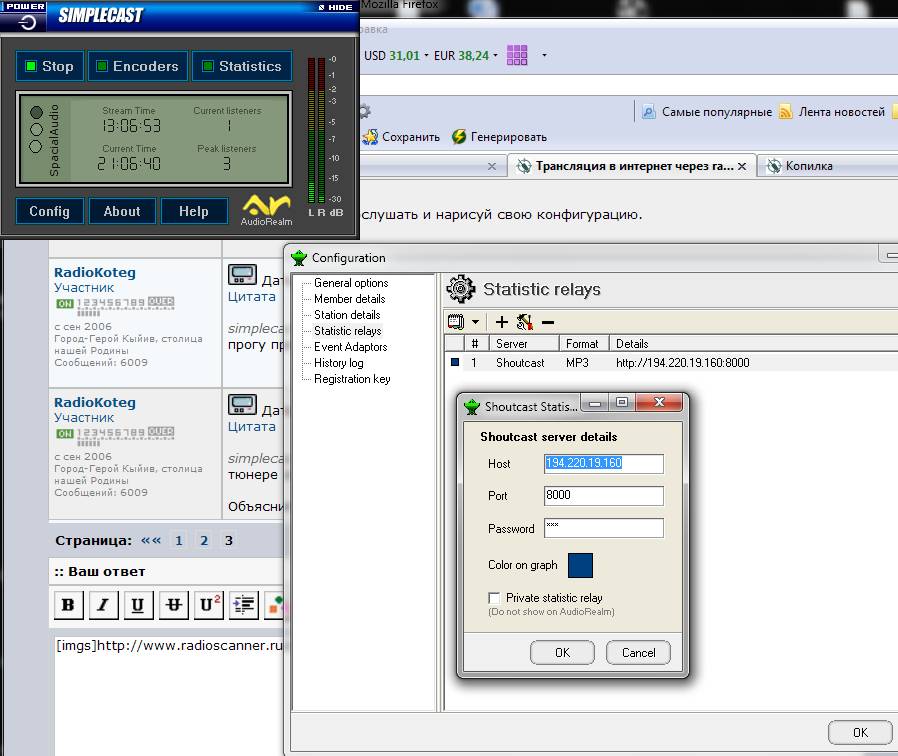 POWER
SIMPLECAST
HIDE
Mozilla Firefox
равка
USD 31,01 EUR 38,24
Stop
Encoders
Statistics
-0
-1
-2
-3
-5
-7
-10
-15
-30
L R dB
SpacialAudio
Stream Time
Current listeners
13:06:53
1
Current Time
Peak listeners
21:06:40
3
Config
About
Help
AudioRealm
Самые популярные
Лента новостей
Сохранить
Генерировать
Трансляция в интернет через га...
Копилка
ослушать и нарисуй свою конфигурацию.
RadioKoteg
Участник
ON 123456789 OVER
с сен 2006
Город-Герой Кыйив, столица
нашей Родины
Сообщений: 6009
Дат
Цитата
simpleca
прогу пр
RadioKoteg
Участник
ON 123456789 OVER
с сен 2006
Город-Герой Кыйив, столица
нашей Родины
Сообщений: 6009
Дат
Цитата
simpleca
тюнере
Объясни
Страница: «« 1 2 3
:: Ваш ответ
B I U H U2
[imgs]http://www.radioscanner.ru
Configuration
General options
Member details
Station details
Statistic relays
Event Adaptors
History log
Registration key
Statistic relays
# Server Format Details
1 Shoutcast MP3 http://194.220.19.160:8000
Shoutcast Statis...
Shoutcast server details
Host 194.220.19.160
Port 8000
Password ***
Color on graph
Private statistic relay
(Do not show on AudioRealm)
OK Cancel
OK